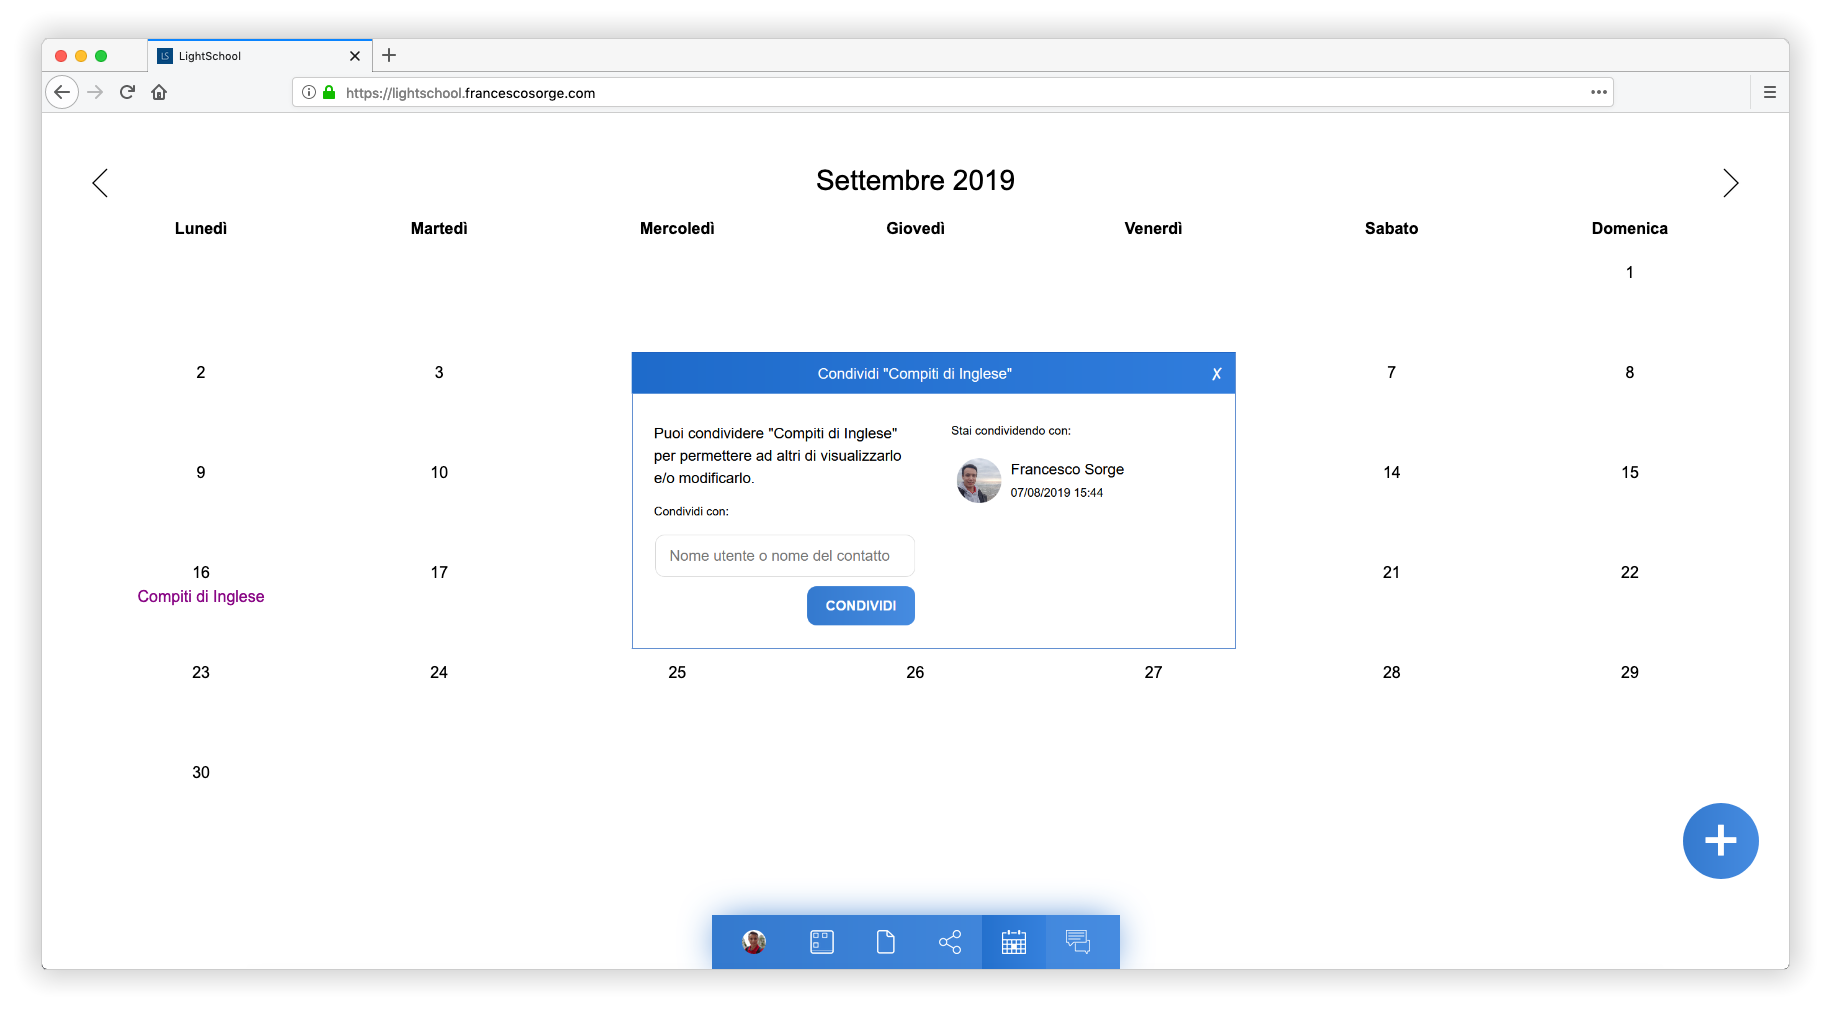 LS LightSchool
https://lightschool.francescosorge.com
Settembre 2019
Lunedì Martedì Mercoledì Giovedì Venerdì Sabato Domenica
1
2 3 7 8
Condividi "Compiti di Inglese" X
Puoi condividere "Compiti di Inglese"
per permettere ad altri di visualizzarlo
e/o modificarlo.
Condividi con:
Nome utente o nome del contatto
CONDIVIDI
Stai condividendo con:
Francesco Sorge
07/08/2019 15:44
9 10 14 15
16 17 21 22
Compiti di Inglese
23 24 25 26 27 28 29
30